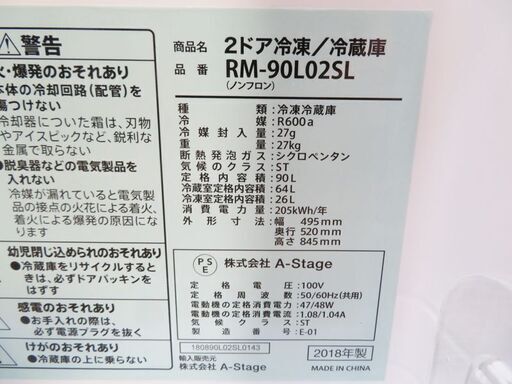 警告
火・爆発のおそれあり
本体の冷却回路(配管)を
傷つけない
冷却器についた霜は、刃物
やアイスピックなど、鋭利な
金属で取らない
●脱臭器などの電気製品を
入れない
冷媒が漏れていると電気製
品の接点の火花による着火、
着火による爆発の原因に
なります
幼児閉じ込められのおそれあり
●冷蔵庫をリサイクルするとき
は、必ずドアパッキンを
はずす
感電のおそれあり
●お手入れの際は、
必ず電源プラグを抜く
けがのおそれあり
冷蔵庫の上に乗らない
商品名 2ドア冷凍/冷蔵庫
品番 RM-90L02SL
(ノンフロン)
種類:冷凍冷蔵庫
冷媒:R600a
冷媒封入量:27g
重量:27kg
断熱発泡ガス:シクロペンタン
気候のクラス:ST
定格内容積:90L
冷蔵室定格内容積:64L
冷凍室定格内容積:26L
消費電力量:205kWh/年
外形寸法:幅 495mm
奥行 520mm
高さ 845mm
PSE 株式会社 A-Stage
定格電圧:100V
定格周波数:50/60Hz(共用)
電動機の定格消費電力:47/48W
電動機の定格消費電流:1.08/1.04A
気候クラス:ST
製造:E-01
180890L02SL0143
2018年製
輸入販売元
株式会社 A-Stage